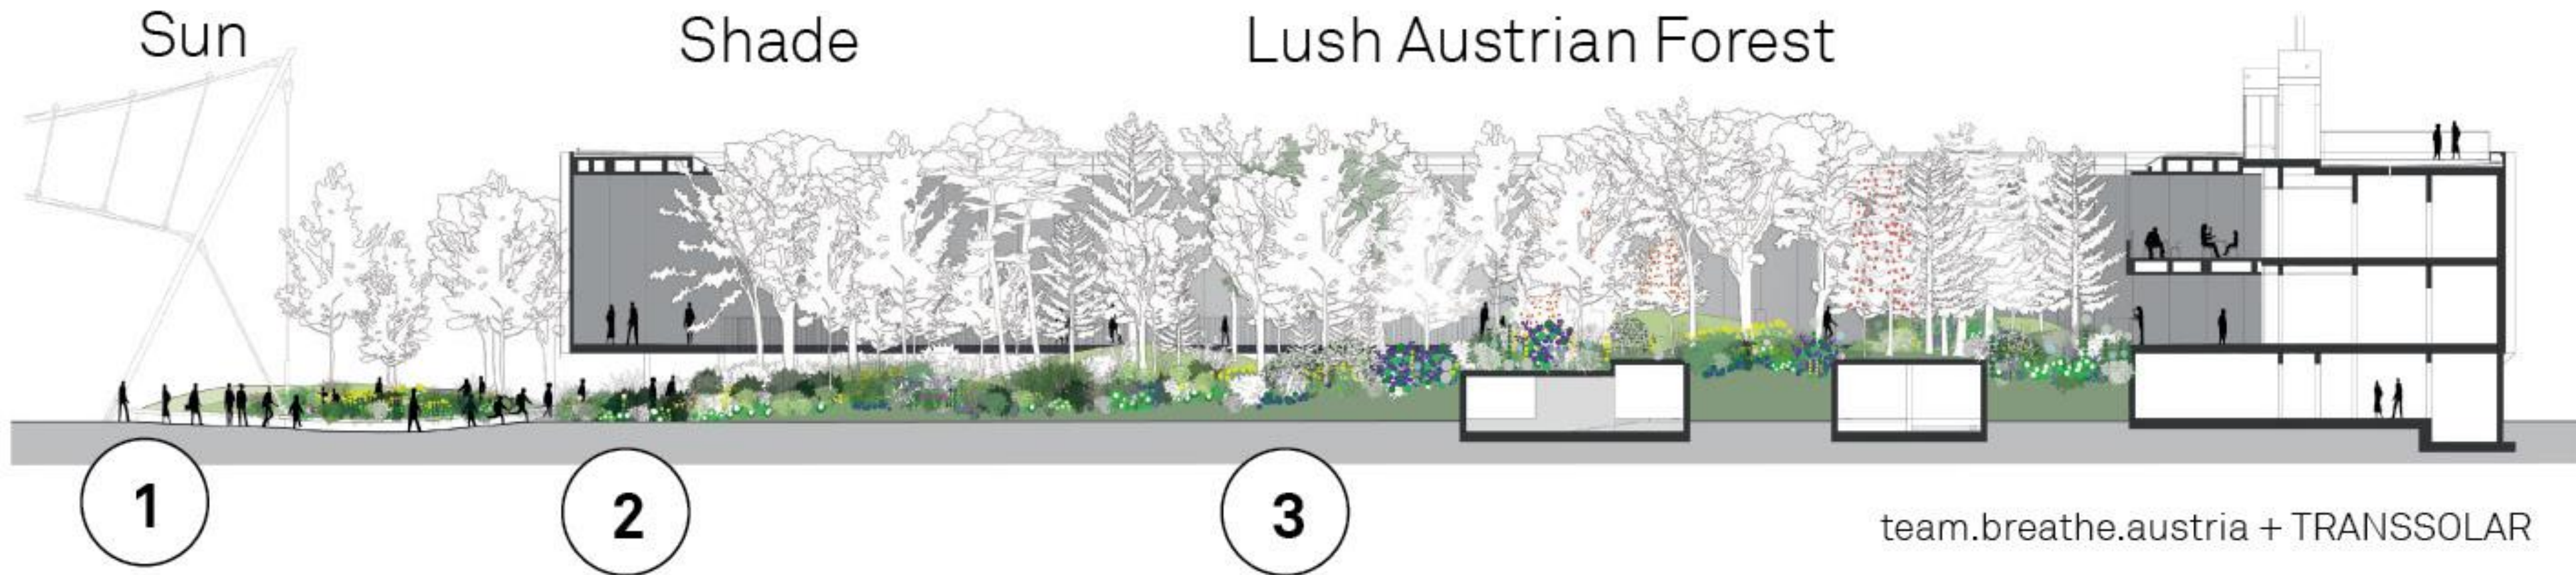 Sun
Shade
Lush Austrian Forest
1
2
3
team.breathe.austria + TRANSSOLAR